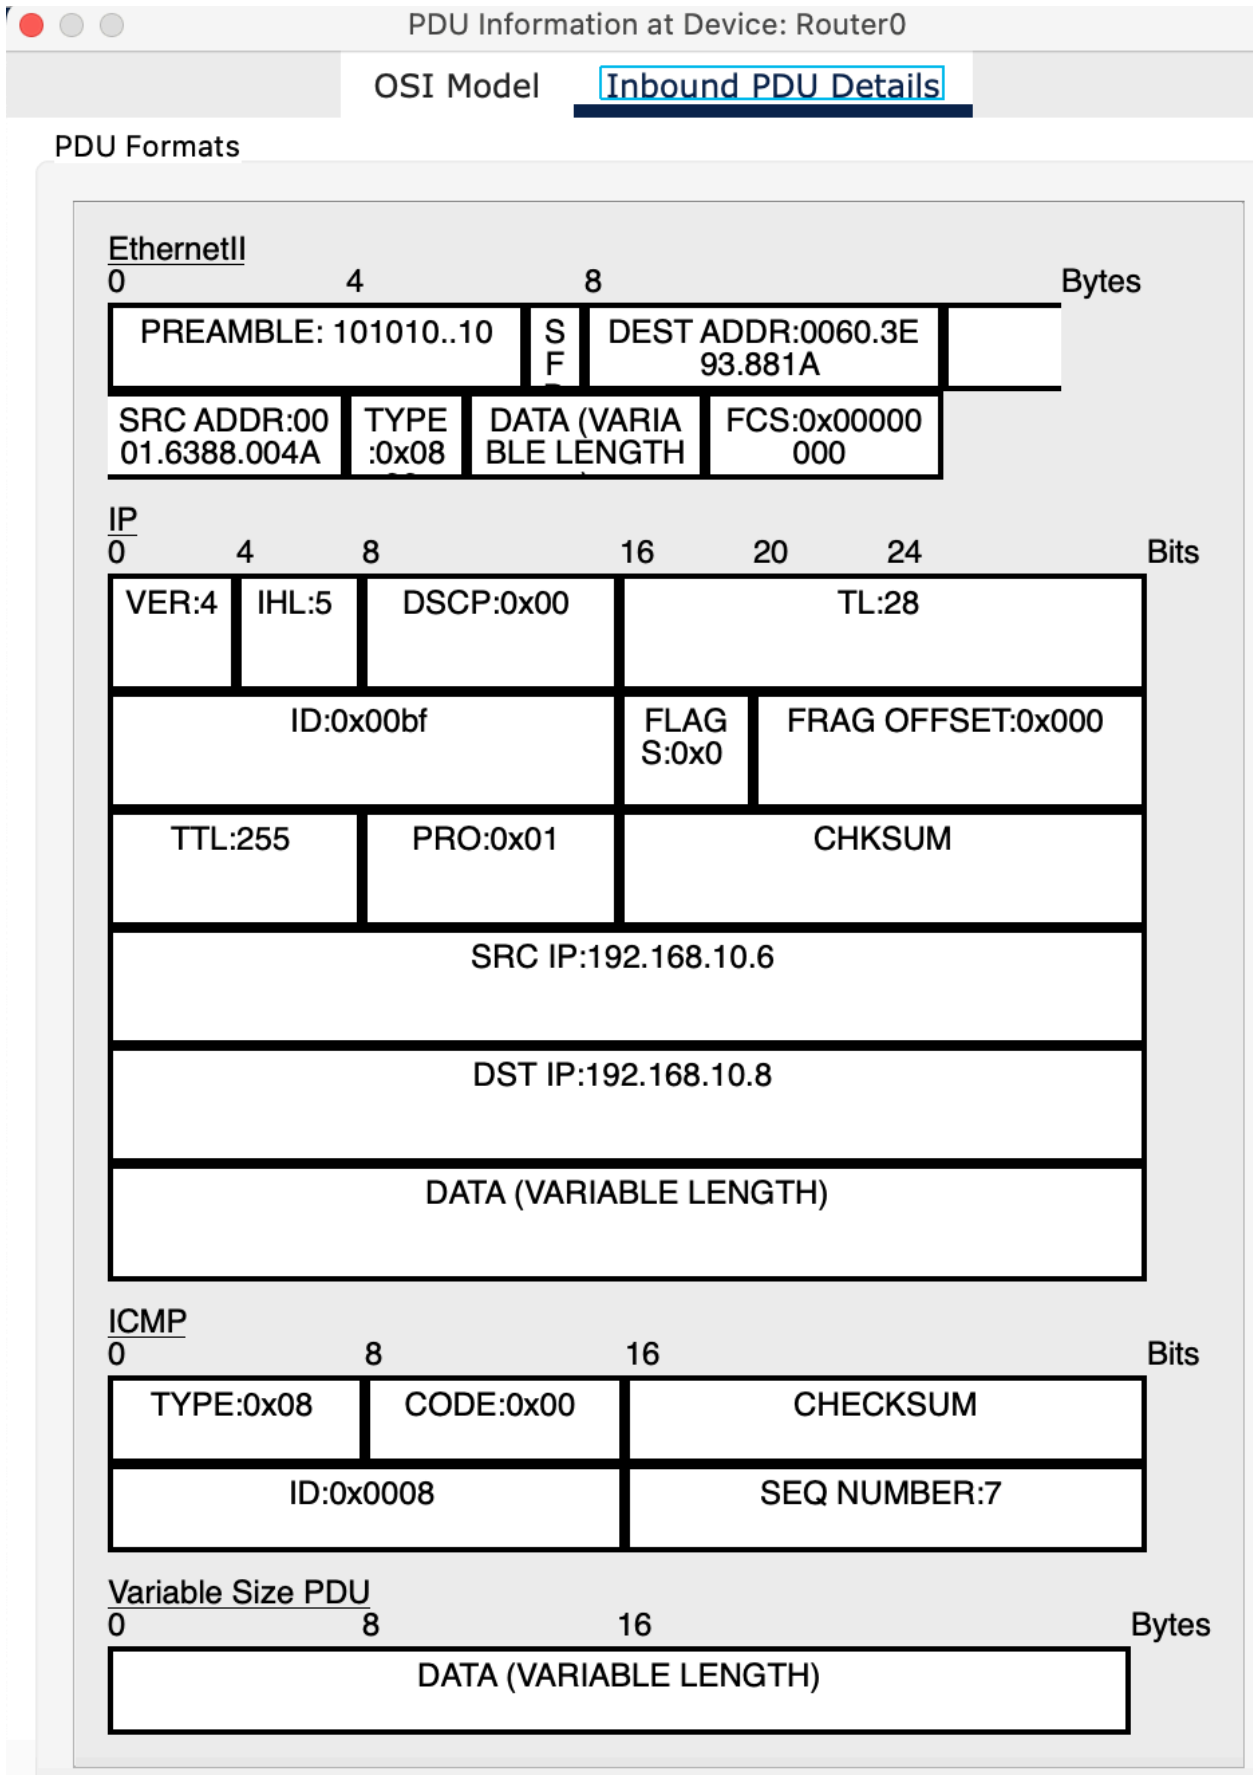 PDU Information at Device: Router0
OSI Model Inbound PDU Details
PDU Formats
EthernetII
0 4 8 Bytes
PREAMBLE: 101010..10
S
F
DEST ADDR:0060.3E
93.881A
SRC ADDR:00
01.6388.004A
TYPE
:0x08
DATA (VARIA
BLE LENGTH
FCS:0x00000
000
IP
0 4 8 16 20 24 Bits
VER:4 IHL:5 DSCP:0x00 TL:28
ID:0x00bf
FLAG
S:0x0
FRAG OFFSET:0x000
TTL:255 PRO:0x01 CHKSUM
SRC IP:192.168.10.6
DST IP:192.168.10.8
DATA (VARIABLE LENGTH)
ICMP
0 8 16 Bits
TYPE:0x08 CODE:0x00 CHECKSUM
ID:0x0008 SEQ NUMBER:7
Variable Size PDU
0 8 16 Bytes
DATA (VARIABLE LENGTH)